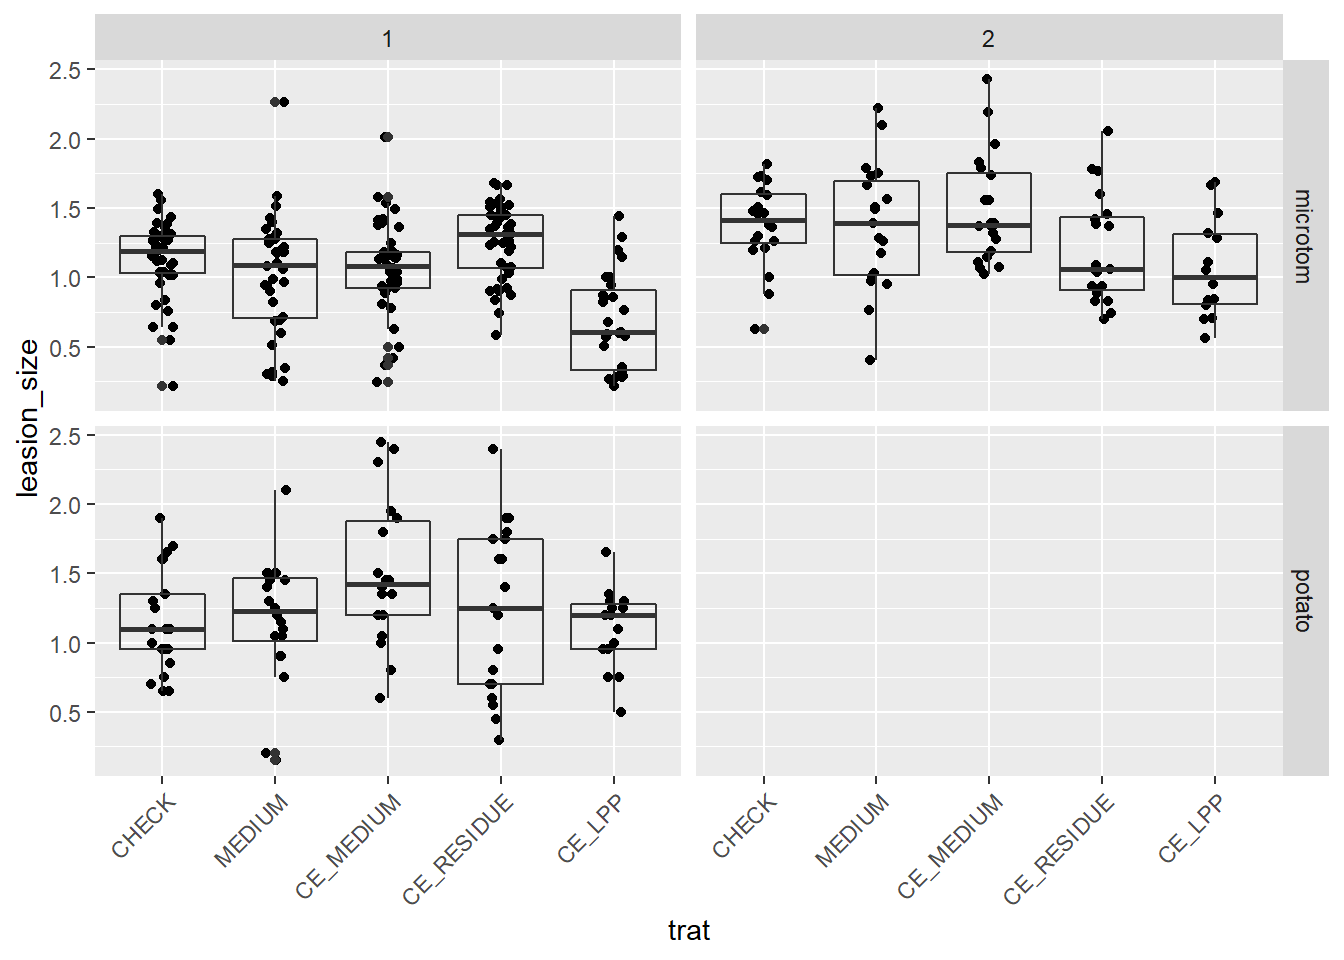 1 2
2.5
2.0
1.5
1.0
0.5
microtom
2.5
2.0
1.5
1.0
0.5
potato
leasion_size
CHECK MEDIUM CE_MEDIUM CE_RESIDUE CE_LPP CHECK MEDIUM CE_MEDIUM CE_RESIDUE CE_LPP
trat